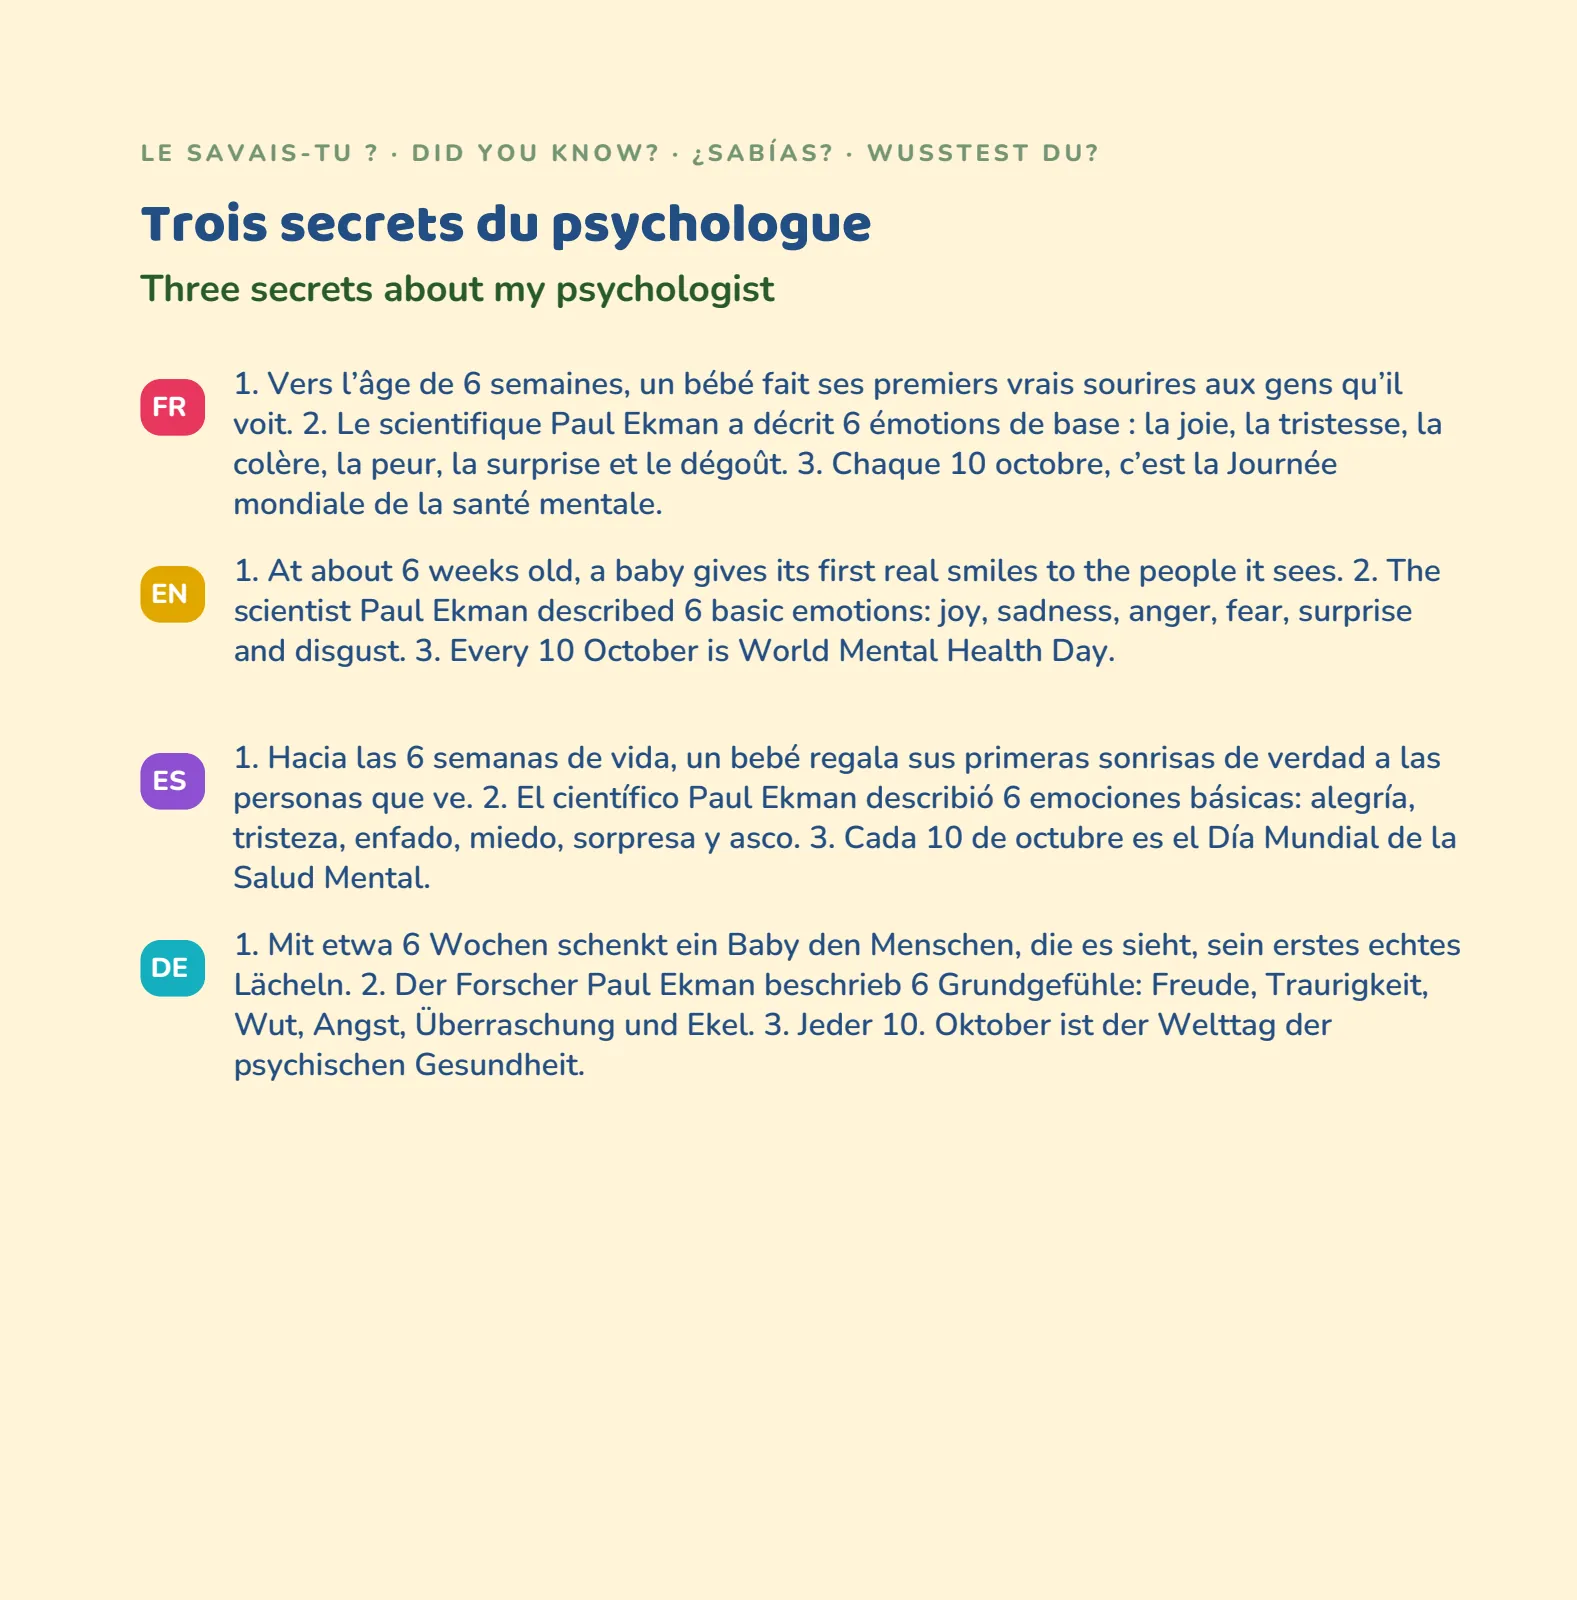 LE SAVAIS-TU ? · DID YOU KNOW? · ¿SABÍAS? · WUSSTEST DU?
Trois secrets du psychologue
Three secrets about my psychologist
FR
1. Vers l’âge de 6 semaines, un bébé fait ses premiers vrais sourires aux gens qu’il
voit. 2. Le scientifique Paul Ekman a décrit 6 émotions de base : la joie, la tristesse, la
colère, la peur, la surprise et le dégoût. 3. Chaque 10 octobre, c’est la Journée
mondiale de la santé mentale.
EN
1. At about 6 weeks old, a baby gives its first real smiles to the people it sees. 2. The
scientist Paul Ekman described 6 basic emotions: joy, sadness, anger, fear, surprise
and disgust. 3. Every 10 October is World Mental Health Day.
ES
1. Hacia las 6 semanas de vida, un bebé regala sus primeras sonrisas de verdad a las
personas que ve. 2. El científico Paul Ekman describió 6 emociones básicas: alegría,
tristeza, enfado, miedo, sorpresa y asco. 3. Cada 10 de octubre es el Día Mundial de la
Salud Mental.
DE
1. Mit etwa 6 Wochen schenkt ein Baby den Menschen, die es sieht, sein erstes echtes
Lächeln. 2. Der Forscher Paul Ekman beschrieb 6 Grundgefühle: Freude, Traurigkeit,
Wut, Angst, Überraschung und Ekel. 3. Jeder 10. Oktober ist der Welttag der
psychischen Gesundheit.